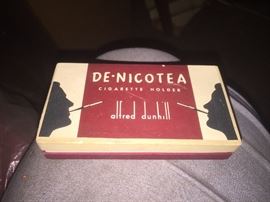 DE-NICOTEA
CIGARETTE HOLDER
alfred dunhill